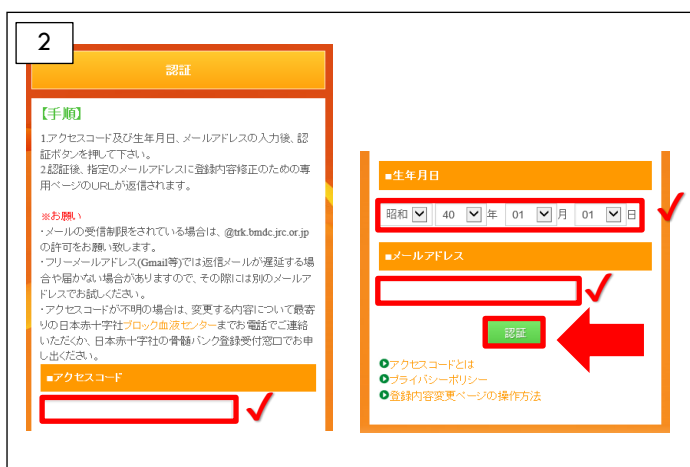 2
認証
【手順】
1.アクセスコード及び生年月日、メールアドレスの入力後、認
証ボタンを押して下さい。
2.認証後、指定のメールアドレスに登録内容修正のための専
用ページのURLが返信されます。
※お願い
・メールの受信制限をされている場合は、@trk.bmdc.jrc.or.jp
の許可をお願い致します。
・フリーメールアドレス(Gmail等)では返信メールが遅延する場
合や届かない場合がありますので、その際には別のメールア
ドレスでお試しください。
・アクセスコードが不明の場合は、変更する内容について最寄
りの日本赤十字社ブロック血液センターまでお電話でご連絡
いただくか、日本赤十字社の骨髄バンク登録受付窓口でお申
し出ください。
■アクセスコード
■生年月日
昭和 40 年 01 月 01 日
■メールアドレス
認証
アクセスコードとは
プライバシーポリシー
登録内容変更ページの操作方法